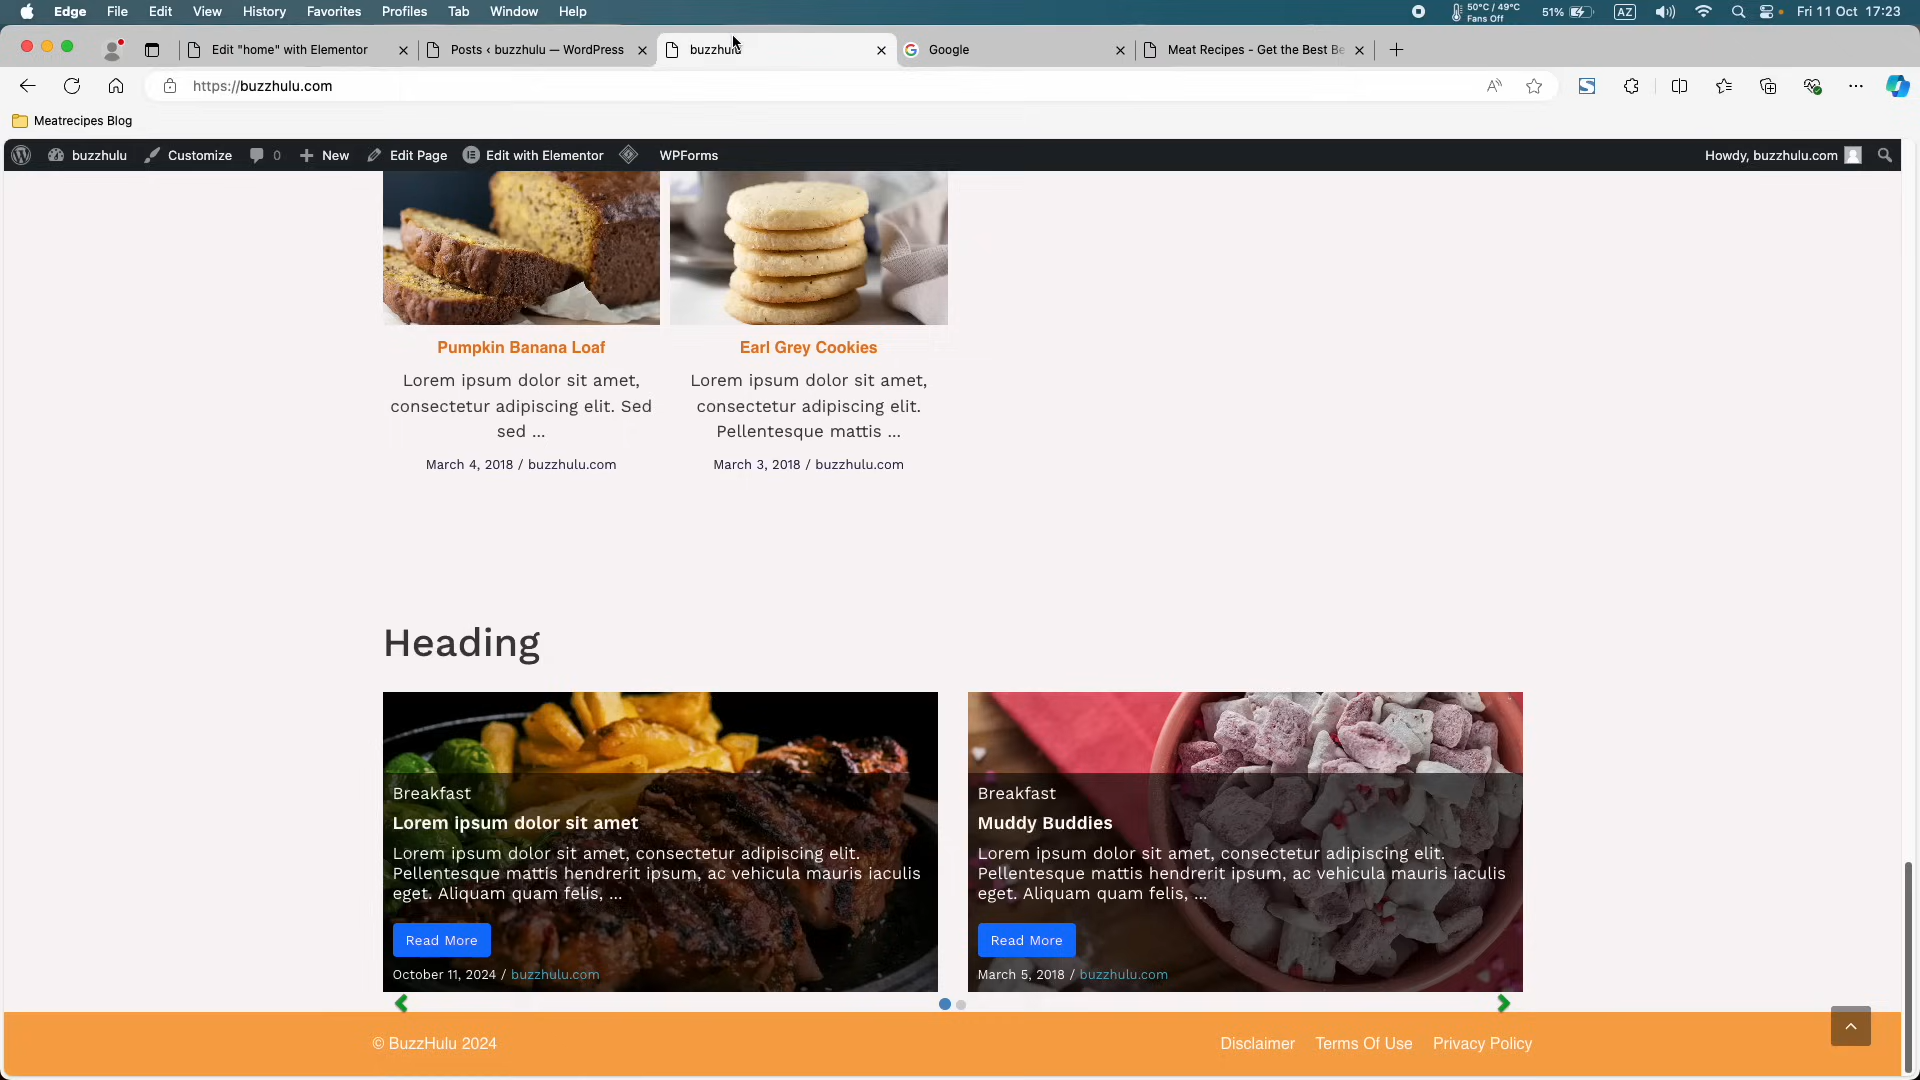 Edge File Edit View History Favorites Profiles Tab Window Help 50°C / 49°C Fans Off 51% AZ Fri 11 Oct 17:23
Edit "home" with Elementor Posts ‹ buzzhulu — WordPress buzzhulu Google Meat Recipes - Get the Best Be
https://buzzhulu.com
Meatrecipes Blog
buzzhulu Customize 0 New Edit Page Edit with Elementor WPForms Howdy, buzzhulu.com
Pumpkin Banana Loaf
Lorem ipsum dolor sit amet,
consectetur adipiscing elit. Sed
sed ...
March 4, 2018 / buzzhulu.com
Earl Grey Cookies
Lorem ipsum dolor sit amet,
consectetur adipiscing elit.
Pellentesque mattis ...
March 3, 2018 / buzzhulu.com
Heading
Breakfast
Lorem ipsum dolor sit amet
Lorem ipsum dolor sit amet, consectetur adipiscing elit.
Pellentesque mattis hendrerit ipsum, ac vehicula mauris iaculis
eget. Aliquam quam felis, ...
Read More
October 11, 2024 / buzzhulu.com
Breakfast
Muddy Buddies
Lorem ipsum dolor sit amet, consectetur adipiscing elit.
Pellentesque mattis hendrerit ipsum, ac vehicula mauris iaculis
eget. Aliquam quam felis, ...
Read More
March 5, 2018 / buzzhulu.com
© BuzzHulu 2024 Disclaimer Terms Of Use Privacy Policy